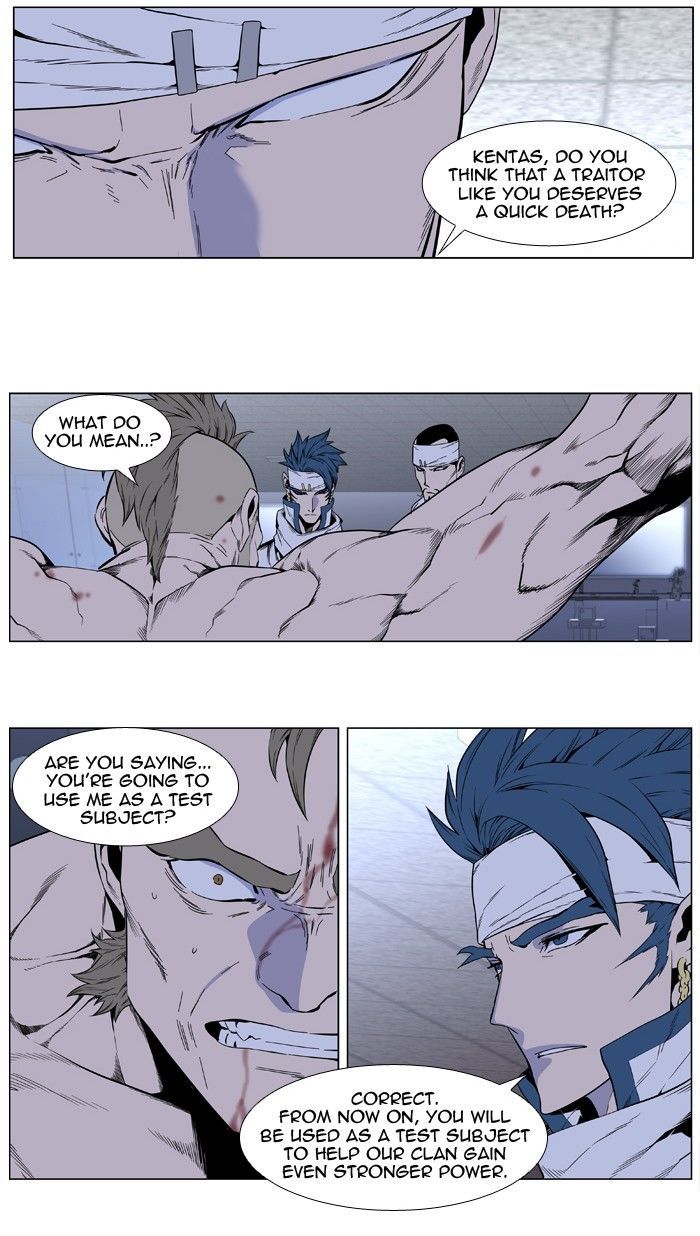 KENTAS, DO YOU
THINK THAT A TRAITOR
LIKE YOU DESERVES
A QUICK DEATH?
WHAT DO
YOU MEAN..?
ARE YOU SAYING...
YOU'RE GOING TO
USE ME AS A TEST
SUBJECT?
CORRECT.
FROM NOW ON, YOU WILL
BE USED AS A TEST SUBJECT
TO HELP OUR CLAN GAIN
EVEN STRONGER POWER.